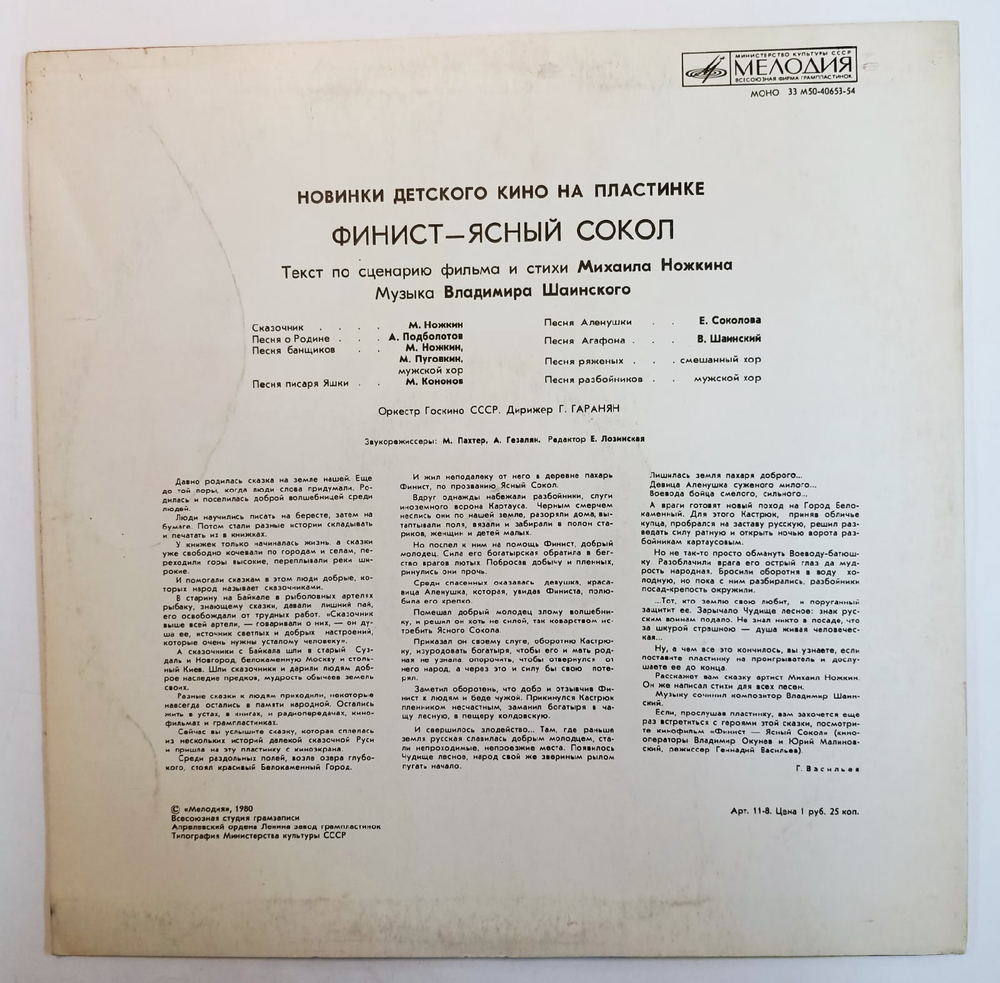 МИНИСТЕРСТВО КУЛЬТУРЫ СССР
МЕЛОДИЯ
ВСЕСОЮЗНАЯ ФИРМА ГРАМПЛАСТИНОК
МОНО 33 М50-40653-54
НОВИНКИ ДЕТСКОГО КИНО НА ПЛАСТИНКЕ
ФИНИСТ—ЯСНЫЙ СОКОЛ
Текст по сценарию фильма и стихи Михаила Ножкина
Музыка Владимира Шаинского
Сказочник . . . . М. Ножкин
Песня о Родине . . . А. Подболотов
Песня банщиков . . М. Ножкин,
М. Пуговкин,
мужской хор
Песня писаря Яшки . . М. Кононов
Песня Аленушки . . Е. Соколова
Песня Агафона . . . В. Шаинский
Песня ряженых . . смешанный хор
Песня разбойников . . мужской хор
Оркестр Госкино СССР. Дирижер Г. ГАРАНЯН
Звукорежиссеры: М. Пахтер, А. Гезалян. Редактор Е. Лозинская
Давно родилась сказка на земле нашей. Еще
до той поры, когда люди слова придумали. Ро-
дилась и поселилась доброй волшебницей среди
людей.
Люди научились писать на бересте, затем на
бумаге. Потом стали разные истории складывать
и печатать их в книжках.
У книжек только начиналась жизнь, а сказки
уже свободно кочевали по городам и селам, пе-
реходили горы высокие, переплывали реки ши-
рокие.
И помогали сказкам в этом люди добрые, ко-
торых народ называет сказочниками.
В старину на Байкале в рыболовных артелях
рыбаку, знающему сказки, давали лишний пай,
его освобождали от трудных работ. «Сказочник
выше всей артели, — говаривали о них, — он ду-
ша ее, источник светлых и добрых настроений,
которые очень нужны усталому человеку».
А сказочники с Байкала шли в старый Суз-
даль и Новгород, белокаменную Москву и столь-
ный Киев. Шли сказочники и дарили людям доб-
рое наследие предков, мудрость обычаев земель
своих.
Разные сказки к людям приходили, некоторые
навсегда остались в памяти народной. Остались
жить в устах, в книгах, и радиопередачах, кино-
фильмах и грампластинках.
Сейчас вы услышите сказку, которая сплелась
из нескольких историй далекой сказочной Руси
и пришла на эту пластинку с киноэкрана.
Среди раздольных полей, возле озера глубо-
кого, стоял красивый Белокаменный Город.
И жил неподалеку от него в деревне пахарь
Финист, по прозванию Ясный Сокол.
Вдруг однажды набежали разбойники, слуги
иноземного ворона Картауса. Черным смерчем
неслись они по нашей земле, разоряли дома, вы-
таптывали поля, вязали и забирали в полон ста-
риков, женщин и детей малых.
Но поспел к ним на помощь Финист, добрый
молодец. Сила его богатырская обратила в бег-
ство врагов лютых. Побросав добычу и пленных,
ринулись они прочь.
Среди спасенных оказалась девушка, краса-
вица Аленушка, которая, увидав Финиста, полю-
била его крепко.
Помешал добрый молодец злому волшебни-
ку, и решил он хоть не силой, так коварством ис-
требить Ясного Сокола.
Приказал он своему слуге, оборотню Кастрю-
ку, изуродовать богатыря, чтобы его и мать род-
ная не узнала опорочить, чтобы отвернулся от
него народ, а через это и силу бы свою поте-
рял.
Заметил оборотень, что добр и отзывчив Фи-
нист к людям и беде чужой. Прикинулся Кастрюк
пленником несчастным, заманил богатыря в ча-
щу лесную, в пещеру колдовскую.
И свершилось злодейство... Там, где раньше
земля русская славилась добрым молодцем, ста-
ли непроходимые, непроезжие места. Появилось
Чудище лесное, народ свой же звериным рылом
пугать начало.
Лишилась земля пахаря доброго...
Девица Аленушка суженого милого...
Воевода бойца смелого, сильного...
А враги готовят новый поход на Город Бело-
каменный. Для этого Кастрюк, приняв обличье
купца, пробрался на заставу русскую, решил раз-
ведать силу ратную и открыть ночью ворота раз-
бойникам картаусовым.
Но не так-то просто обмануть Воеводу-батюш-
ку Разоблачили врага его острый глаз да муд-
рость народная. Бросили оборотня в воду хо-
лодную, но пока с ним разбирались, разбойники
посад-крепость окружили.
...Тот, кто землю свою любит, и поруганный
защитит ее. Зарычало Чудище лесное: знак рус-
ским воинам подало. Не знал никто в посаде, что
за шкурой страшною — душа живая человечес-
кая...
Ну, а чем все это кончилось, вы узнаете, если
поставите пластинку на проигрыватель и дослу-
шаете ее до конца.
Расскажет вам сказку артист Михаил Ножкин.
Он же написал стихи для всех песен.
Музыку сочинил композитор Владимир Шаин-
ский.
Если, прослушав пластинку, вам захочется еще
раз встретиться с героями этой сказки, посмотри-
те кинофильм «Финист — Ясный Сокол» (кино-
операторы Владимир Окунев и Юрий Малинов-
ский, режиссер Геннадий Васильев).
Г. Васильев
© «Мелодия», 1980
Всесоюзная студия грамзаписи
Апрелевский ордена Ленина завод грампластинок
Типография Министерства культуры СССР
Арт. 11-8. Цена 1 руб. 25 коп.